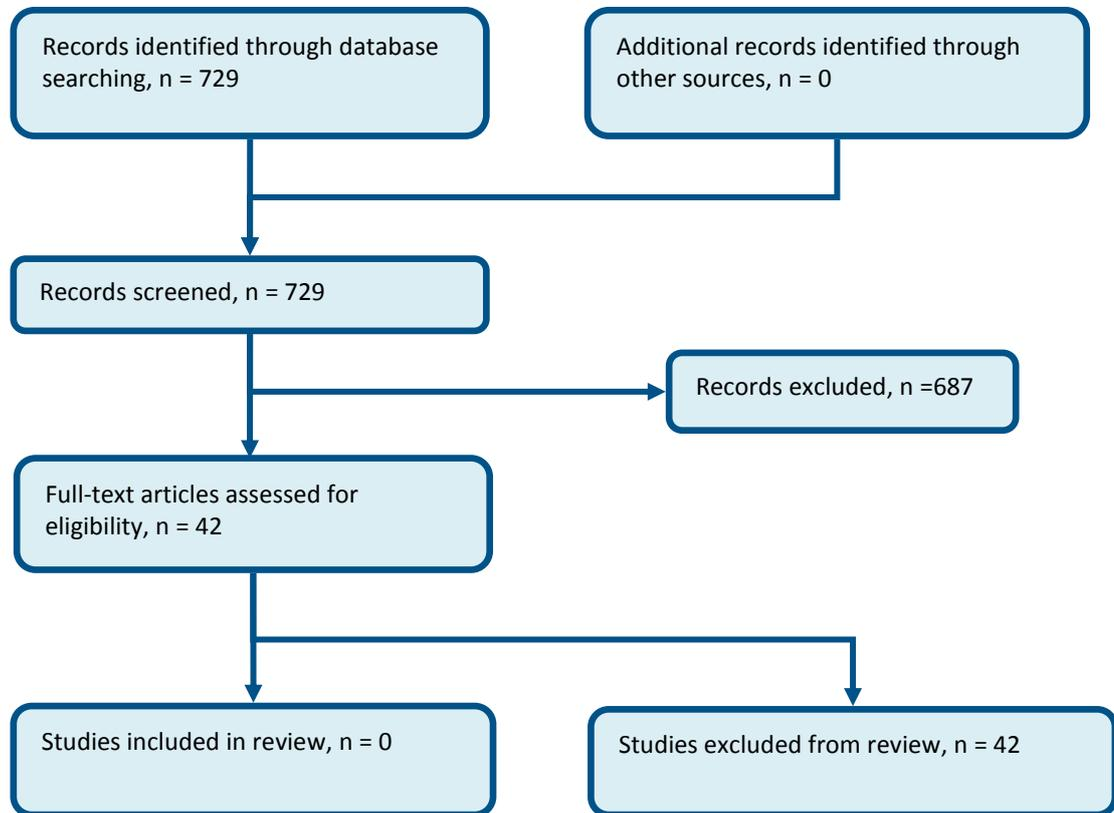 Records identified through database
searching, n = 729
Additional records identified through
other sources, n = 0
Records screened, n = 729
Records excluded, n =687
Full-text articles assessed for
eligibility, n = 42
Studies included in review, n = 0
Studies excluded from review, n = 42